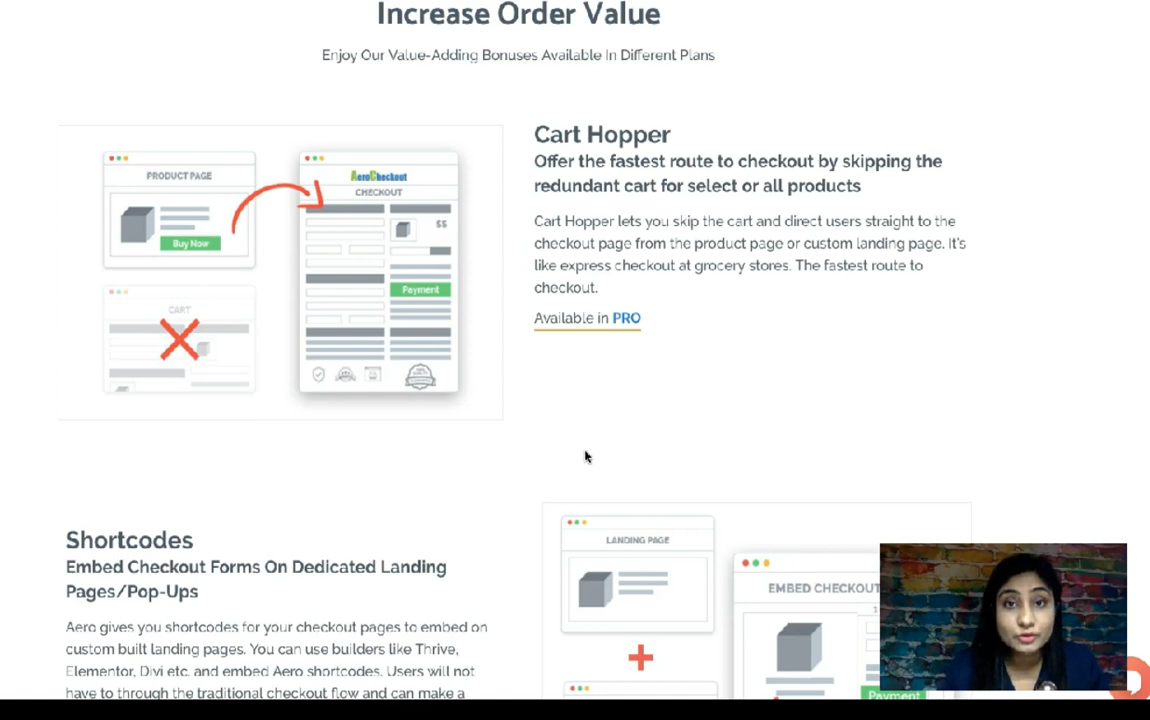 Increase Order Value
Enjoy Our Value-Adding Bonuses Available In Different Plans
PRODUCT PAGE
Buy Now
CART
AeroCheckout
CHECKOUT
$$
Payment
Cart Hopper
Offer the fastest route to checkout by skipping the
redundant cart for select or all products
Cart Hopper lets you skip the cart and direct users straight to the
checkout page from the product page or custom landing page. It's
like express checkout at grocery stores. The fastest route to
checkout.
Available in PRO
Shortcodes
Embed Checkout Forms On Dedicated Landing
Pages/Pop-Ups
Aero gives you shortcodes for your checkout pages to embed on
custom built landing pages. You can use builders like Thrive,
Elementor, Divi etc. and embed Aero shortcodes. Users will not
have to through the traditional checkout flow and can make a
LANDING PAGE
EMBED CHECKOUT
1
Payment